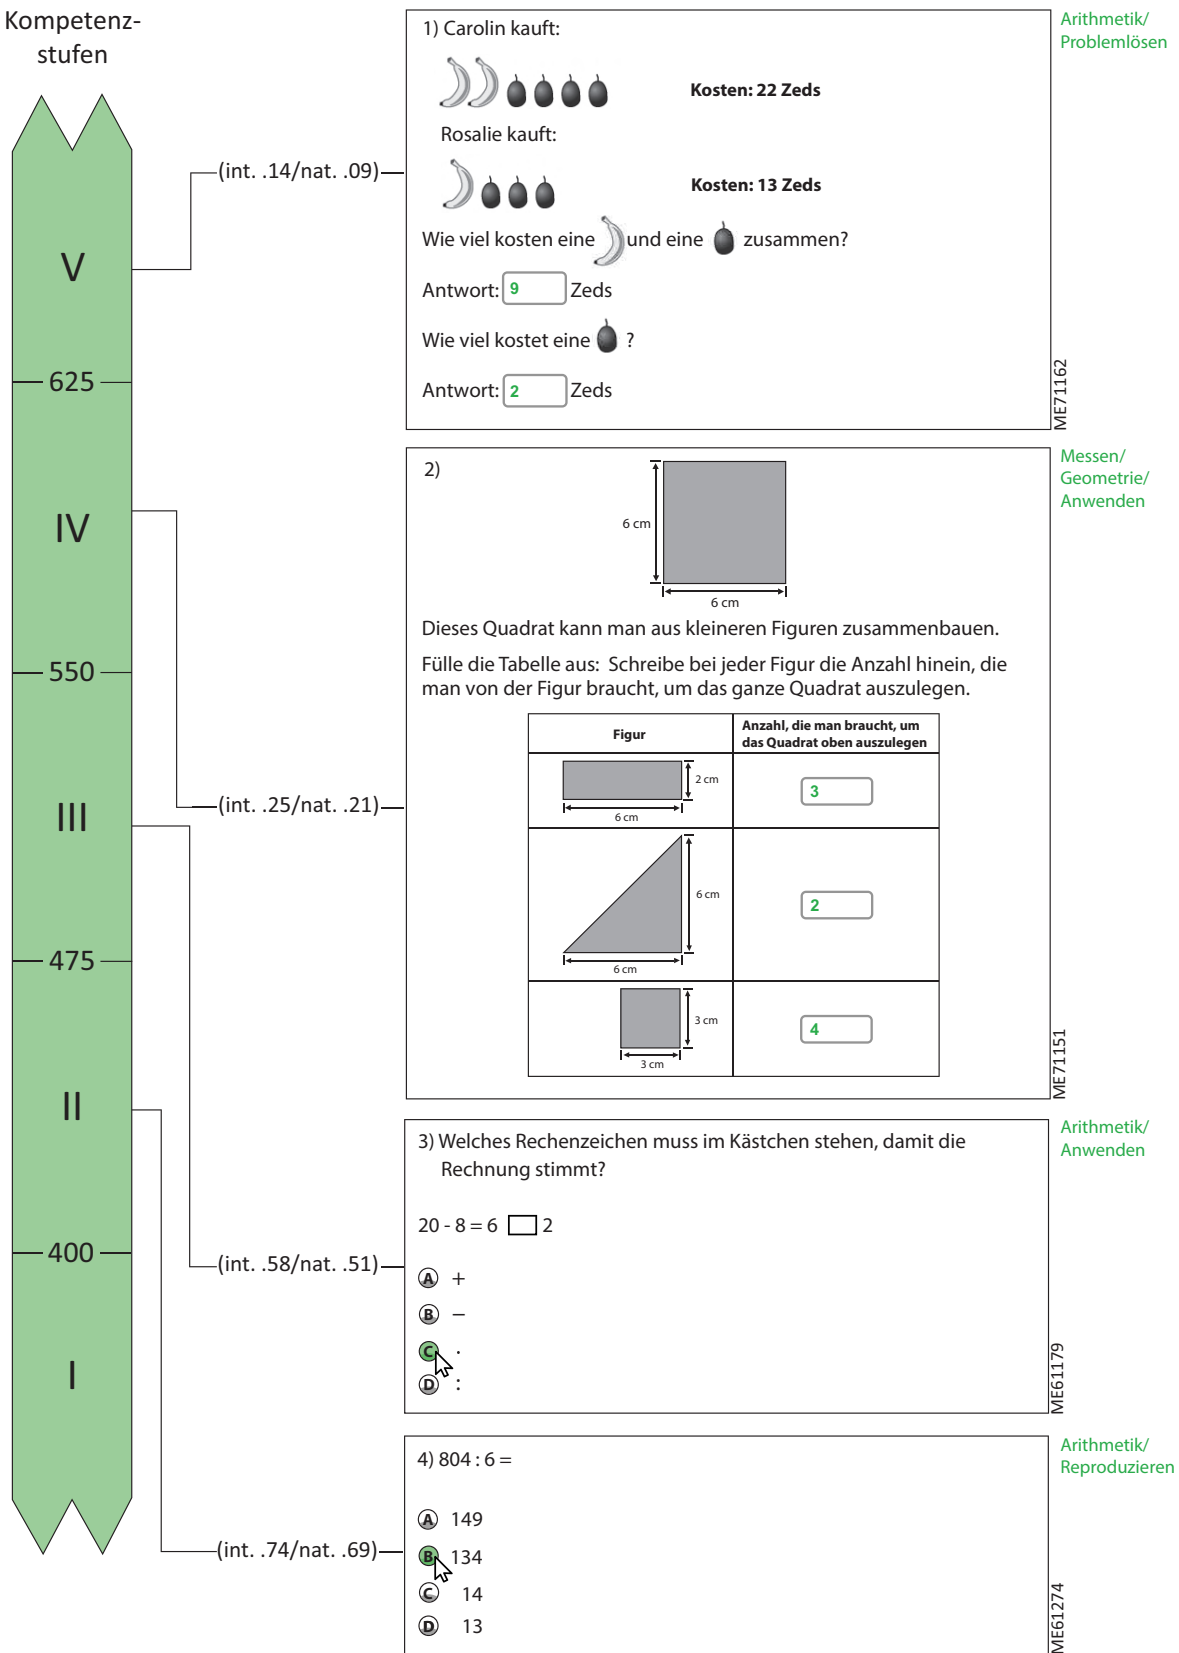 Kompetenz-
stufen
V
625
IV
550
III
475
II
400
I
(int. .14/nat. .09)
1) Carolin kauft:
Kosten: 22 Zeds
Rosalie kauft:
Kosten: 13 Zeds
Wie viel kosten eine und eine zusammen?
Antwort: 9 Zeds
Wie viel kostet eine ?
Antwort: 2 Zeds
ME71162
Arithmetik/
Problemlösen
(int. .25/nat. .21)
2)
6 cm
6 cm
Dieses Quadrat kann man aus kleineren Figuren zusammenbauen.
Fülle die Tabelle aus: Schreibe bei jeder Figur die Anzahl hinein, die
man von der Figur braucht, um das ganze Quadrat auszulegen.
Figur
Anzahl, die man braucht, um
das Quadrat oben auszulegen
2 cm
6 cm
3
6 cm
6 cm
2
3 cm
3 cm
4
ME71151
Messen/
Geometrie/
Anwenden
(int. .58/nat. .51)
3) Welches Rechenzeichen muss im Kästchen stehen, damit die
Rechnung stimmt?
20 - 8 = 6 2
A +
B −
C ·
D :
ME61179
Arithmetik/
Anwenden
(int. .74/nat. .69)
4) 804 : 6 =
A 149
B 134
C 14
D 13
ME61274
Arithmetik/
Reproduzieren